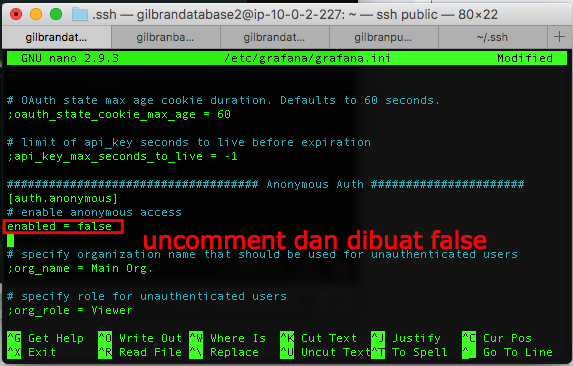 .ssh — gilbrandatabase2@ip-10-0-2-227: ~ — ssh public — 80×22
gilbrandat... gilbranba... gilbrandat... gilbranpu... ~/.ssh +
GNU nano 2.9.3 /etc/grafana/grafana.ini Modified
# OAuth state max age cookie duration. Defaults to 60 seconds.
;oauth_state_cookie_max_age = 60
# limit of api_key seconds to live before expiration
;api_key_max_seconds_to_live = -1
#################################### Anonymous Auth ######################
[auth.anonymous]
# enable anonymous access
enabled = false
uncomment dan dibuat false
# specify organization name that should be used for unauthenticated users
;org_name = Main Org.
# specify role for unauthenticated users
;org_role = Viewer
^G Get Help ^O Write Out ^W Where Is ^K Cut Text ^J Justify ^C Cur Pos
^X Exit ^R Read File ^\ Replace ^U Uncut Text ^T To Spell ^_ Go To Line